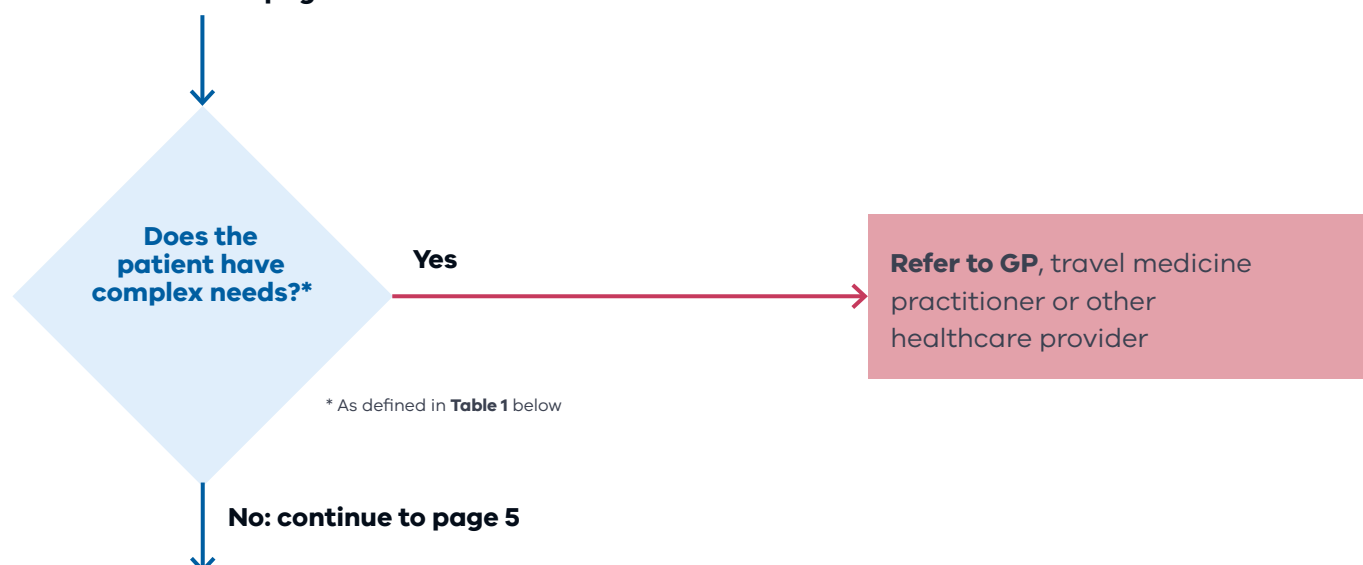 Does the
patient have
complex needs?*
Yes
Refer to GP, travel medicine
practitioner or other
healthcare provider
* As defined in Table 1 below
No: continue to page 5